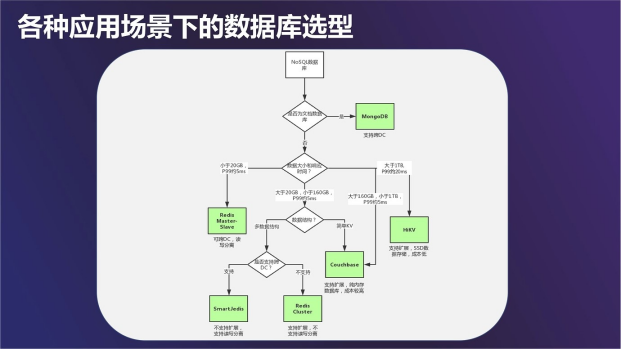 各种应用场景下的数据库选型
NoSQL数据
库
是否为文档数据
库
是
MongoDB
支持跨DC
否
数据大小和响应
时间？
小于20GB，
P99约5ms
大于1TB,
P99约20ms
大于20GB，小于160GB，
P99约5ms
大于160GB，小于1TB，
P99约5ms
Redis
Master-
Slave
可跨DC，读
写分离
数据结构？
HiKV
支持扩展，SSD数
据存储，成本低
多数据结构
简单KV
是否支持跨
DC？
Couchbase
支持扩展，纯内存
数据库，成本较高
支持
不支持
SmartJedis
不支持扩展，
支持读写分离
Redis
Cluster
支持扩展，不
支持读写分离